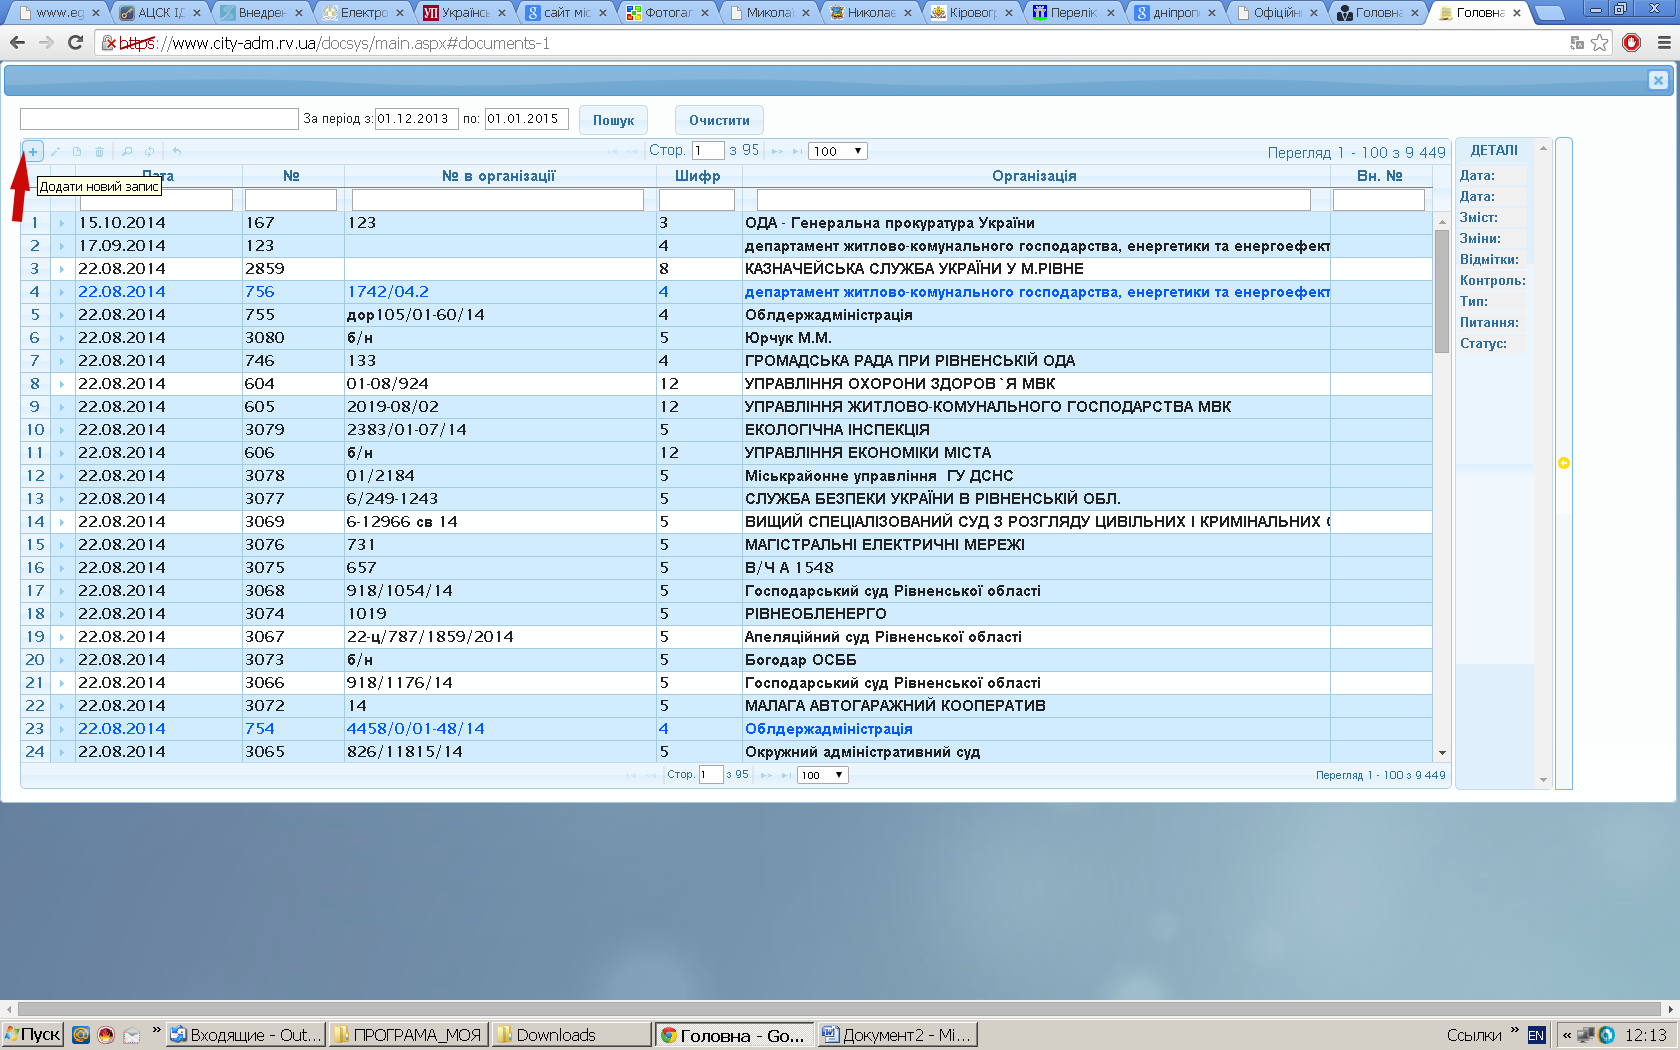 www.eg
АЦСК ІД
Внедрен
Електро
Українсь
сайт міс
Фотогал
Миколаї
Николае
Кіровогр
Перелік
дніпропе
Офіційні
Головна
Головна
https://www.city-adm.rv.ua/docsys/main.aspx#documents-1
За період з: 01.12.2013 по: 01.01.2015 Пошук Очистити
Стор. 1 з 95 100 Перегляд 1 - 100 з 9 449
Додати новий запис
Дата № № в організації Шифр Організація Вн. №
1 15.10.2014 167 123 3 ОДА - Генеральна прокуратура України
2 17.09.2014 123 4 департамент житлово-комунального господарства, енергетики та енергоефект
3 22.08.2014 2859 8 КАЗНАЧЕЙСЬКА СЛУЖБА УКРАЇНИ У М.РІВНЕ
4 22.08.2014 756 1742/04.2 4 департамент житлово-комунального господарства, енергетики та енергоефект
5 22.08.2014 755 дор105/01-60/14 4 Облдержадміністрація
6 22.08.2014 3080 б/н 5 Юрчук М.М.
7 22.08.2014 746 133 4 ГРОМАДСЬКА РАДА ПРИ РІВНЕНСЬКІЙ ОДА
8 22.08.2014 604 01-08/924 12 УПРАВЛІННЯ ОХОРОНИ ЗДОРОВ`Я МВК
9 22.08.2014 605 2019-08/02 12 УПРАВЛІННЯ ЖИТЛОВО-КОМУНАЛЬНОГО ГОСПОДАРСТВА МВК
10 22.08.2014 3079 2383/01-07/14 5 ЕКОЛОГІЧНА ІНСПЕКЦІЯ
11 22.08.2014 606 б/н 12 УПРАВЛІННЯ ЕКОНОМІКИ МІСТА
12 22.08.2014 3078 01/2184 5 Міськрайонне управління ГУ ДСНС
13 22.08.2014 3077 6/249-1243 5 СЛУЖБА БЕЗПЕКИ УКРАЇНИ В РІВНЕНСЬКІЙ ОБЛ.
14 22.08.2014 3069 6-12966 св 14 5 ВИЩИЙ СПЕЦІАЛІЗОВАНИЙ СУД З РОЗГЛЯДУ ЦИВІЛЬНИХ І КРИМІНАЛЬНИХ С
15 22.08.2014 3076 731 5 МАГІСТРАЛЬНІ ЕЛЕКТРИЧНІ МЕРЕЖІ
16 22.08.2014 3075 657 5 В/Ч А 1548
17 22.08.2014 3068 918/1054/14 5 Господарський суд Рівненської області
18 22.08.2014 3074 1019 5 РІВНЕОБЛЕНЕРГО
19 22.08.2014 3067 22-ц/787/1859/2014 5 Апеляційний суд Рівненської області
20 22.08.2014 3073 б/н 5 Богодар ОСББ
21 22.08.2014 3066 918/1176/14 5 Господарський суд Рівненської області
22 22.08.2014 3072 14 5 МАЛАГА АВТОГАРАЖНИЙ КООПЕРАТИВ
23 22.08.2014 754 4458/0/01-48/14 4 Облдержадміністрація
24 22.08.2014 3065 826/11815/14 5 Окружний адміністративний суд
Стор. 1 з 95 100 Перегляд 1 - 100 з 9 449
ДЕТАЛІ
Дата:
Дата:
Зміст:
Зміни:
Відмітки:
Контроль:
Тип:
Питання:
Статус:
Пуск » Входящие - Out... ПРОГРАМА_МОЯ Downloads Головна - Go... Документ2 - Mi... Ссылки » EN « 12:13